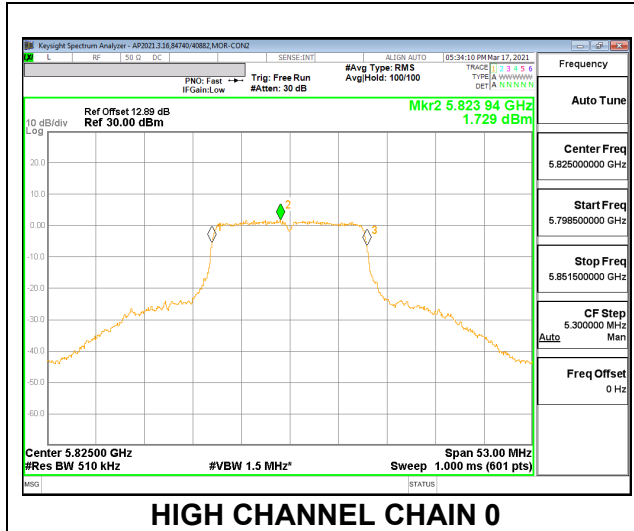 Keysight Spectrum Analyzer - AP2021.3.16,84740/40882,MOR-CON2
L RF 50 Ω DC SENSE:INT ALIGN AUTO 05:34:10 PM Mar 17, 2021
PNO: Fast Trig: Free Run #Avg Type: RMS TRACE 1 2 3 4 5 6
IFGain:Low #Atten: 30 dB Avg|Hold: 100/100 TYPE A WWWWW
DET A N N N N N
Frequency
Mkr2 5.823 94 GHz
1.729 dBm
Ref Offset 12.89 dB
10 dB/div Ref 30.00 dBm
Log
20.0
10.0
0.00
-10.0
-20.0
-30.0
-40.0
-50.0
-60.0
2
3
Center 5.82500 GHz Span 53.00 MHz
#Res BW 510 kHz #VBW 1.5 MHz* Sweep 1.000 ms (601 pts)
MSG STATUS
Auto Tune
Center Freq
5.825000000 GHz
Start Freq
5.798500000 GHz
Stop Freq
5.851500000 GHz
CF Step
5.300000 MHz
Auto Man
Freq Offset
0 Hz
HIGH CHANNEL CHAIN 0